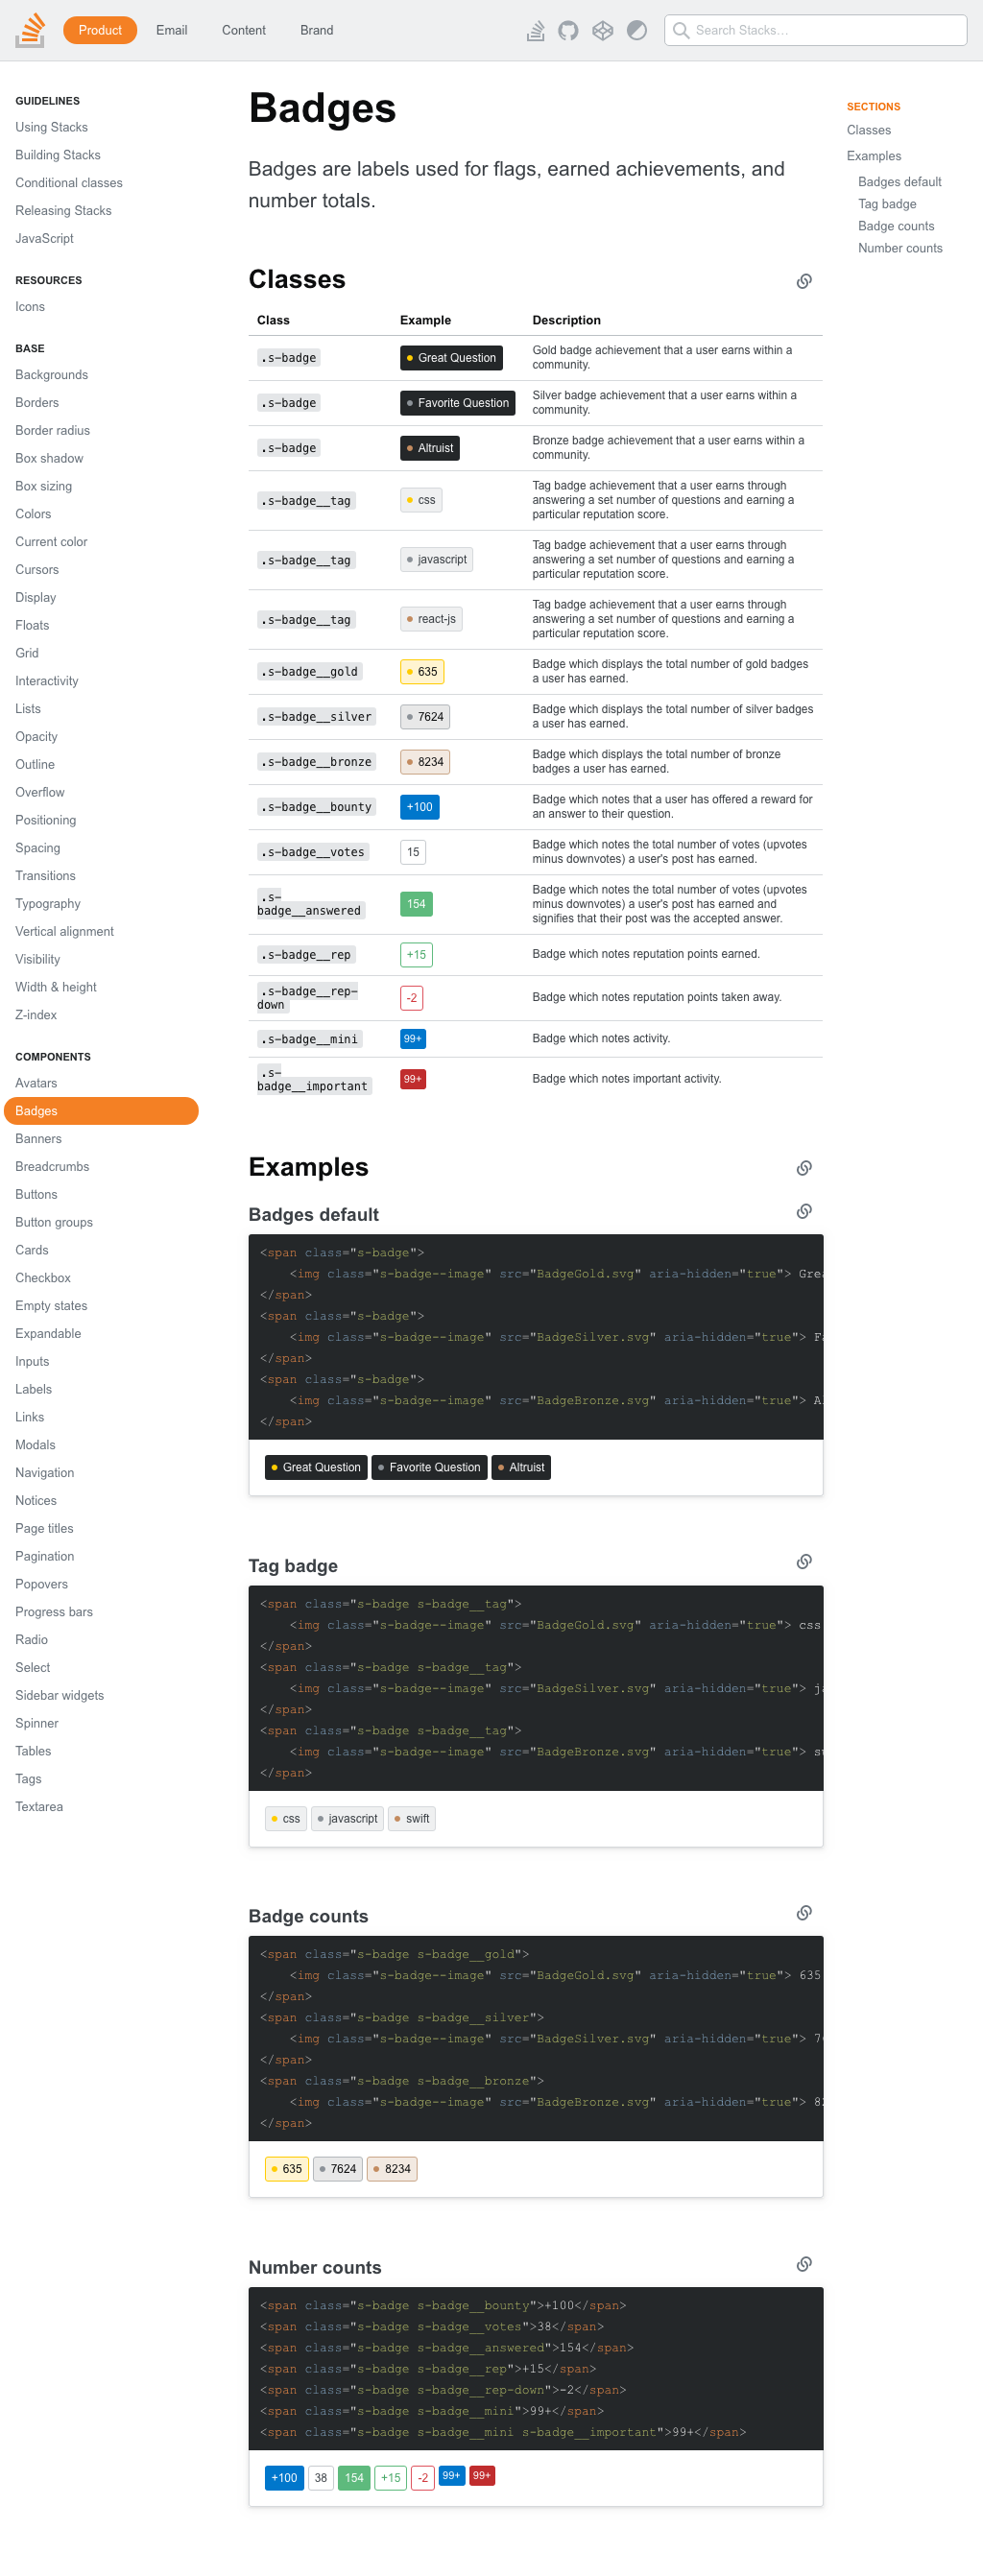 Product Email Content Brand Search Stacks...
GUIDELINES
Using Stacks
Building Stacks
Conditional classes
Releasing Stacks
JavaScript
RESOURCES
Icons
BASE
Backgrounds
Borders
Border radius
Box shadow
Box sizing
Colors
Current color
Cursors
Display
Floats
Grid
Interactivity
Lists
Opacity
Outline
Overflow
Positioning
Spacing
Transitions
Typography
Vertical alignment
Visibility
Width & height
Z-index
COMPONENTS
Avatars
Badges
Banners
Breadcrumbs
Buttons
Button groups
Cards
Checkbox
Empty states
Expandable
Inputs
Labels
Links
Modals
Navigation
Notices
Page titles
Pagination
Popovers
Progress bars
Radio
Select
Sidebar widgets
Spinner
Tables
Tags
Textarea
Badges
Badges are labels used for flags, earned achievements, and
number totals.
Classes
Class Example Description
.s-badge Great Question Gold badge achievement that a user earns within a
community.
.s-badge Favorite Question Silver badge achievement that a user earns within a
community.
.s-badge Altruist Bronze badge achievement that a user earns within a
community.
.s-badge__tag css Tag badge achievement that a user earns through
answering a set number of questions and earning a
particular reputation score.
.s-badge__tag javascript Tag badge achievement that a user earns through
answering a set number of questions and earning a
particular reputation score.
.s-badge__tag react-js Tag badge achievement that a user earns through
answering a set number of questions and earning a
particular reputation score.
.s-badge__gold 635 Badge which displays the total number of gold badges
a user has earned.
.s-badge__silver 7624 Badge which displays the total number of silver badges
a user has earned.
.s-badge__bronze 8234 Badge which displays the total number of bronze
badges a user has earned.
.s-badge__bounty +100 Badge which notes that a user has offered a reward for
an answer to their question.
.s-badge__votes 15 Badge which notes the total number of votes (upvotes
minus downvotes) a user's post has earned.
.s-
badge__answered 154 Badge which notes the total number of votes (upvotes
minus downvotes) a user's post has earned and
signifies that their post was the accepted answer.
.s-badge__rep +15 Badge which notes reputation points earned.
.s-badge__rep-
down -2 Badge which notes reputation points taken away.
.s-badge__mini 99+ Badge which notes activity.
.s-
badge__important 99+ Badge which notes important activity.
Examples
Badges default
<span class="s-badge">
<img class="s-badge--image" src="BadgeGold.svg" aria-hidden="true"> Grea
</span>
<span class="s-badge">
<img class="s-badge--image" src="BadgeSilver.svg" aria-hidden="true"> Fa
</span>
<span class="s-badge">
<img class="s-badge--image" src="BadgeBronze.svg" aria-hidden="true"> Al
</span>
Great Question Favorite Question Altruist
Tag badge
<span class="s-badge s-badge__tag">
<img class="s-badge--image" src="BadgeGold.svg" aria-hidden="true"> css
</span>
<span class="s-badge s-badge__tag">
<img class="s-badge--image" src="BadgeSilver.svg" aria-hidden="true"> ja
</span>
<span class="s-badge s-badge__tag">
<img class="s-badge--image" src="BadgeBronze.svg" aria-hidden="true"> sw
</span>
css javascript swift
Badge counts
<span class="s-badge s-badge__gold">
<img class="s-badge--image" src="BadgeGold.svg" aria-hidden="true"> 635
</span>
<span class="s-badge s-badge__silver">
<img class="s-badge--image" src="BadgeSilver.svg" aria-hidden="true"> 76
</span>
<span class="s-badge s-badge__bronze">
<img class="s-badge--image" src="BadgeBronze.svg" aria-hidden="true"> 82
</span>
635 7624 8234
Number counts
<span class="s-badge s-badge__bounty">+100</span>
<span class="s-badge s-badge__votes">38</span>
<span class="s-badge s-badge__answered">154</span>
<span class="s-badge s-badge__rep">+15</span>
<span class="s-badge s-badge__rep-down">-2</span>
<span class="s-badge s-badge__mini">99+</span>
<span class="s-badge s-badge__mini s-badge__important">99+</span>
+100 38 154 +15 -2 99+ 99+
SECTIONS
Classes
Examples
Badges default
Tag badge
Badge counts
Number counts